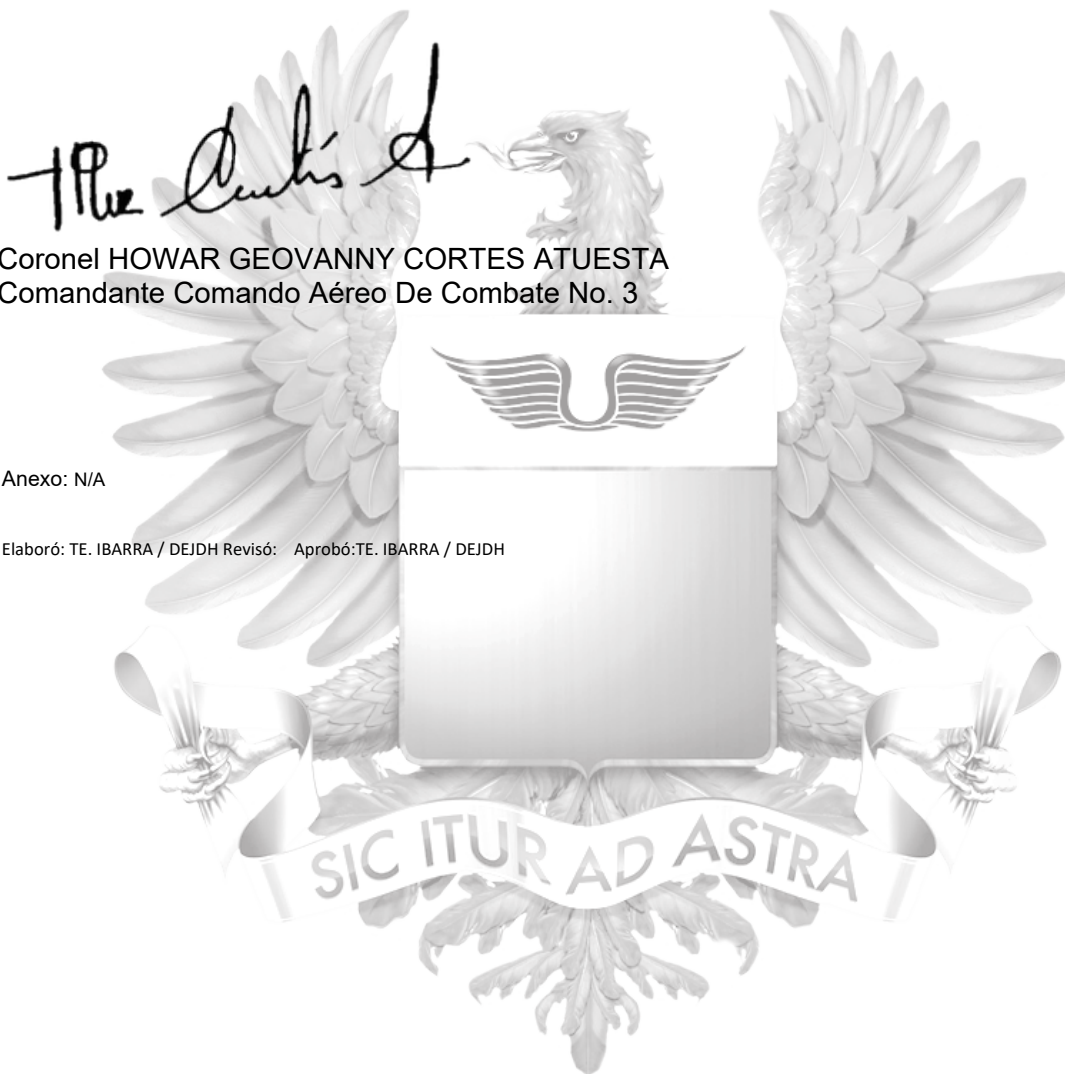 Coronel HOWAR GEOVANNY CORTES ATUESTA
Comandante Comando Aéreo De Combate No. 3
Anexo: N/A
Elaboró: TE. IBARRA / DEJDH Revisó: Aprobó:TE. IBARRA / DEJDH
SIC ITUR AD ASTRA